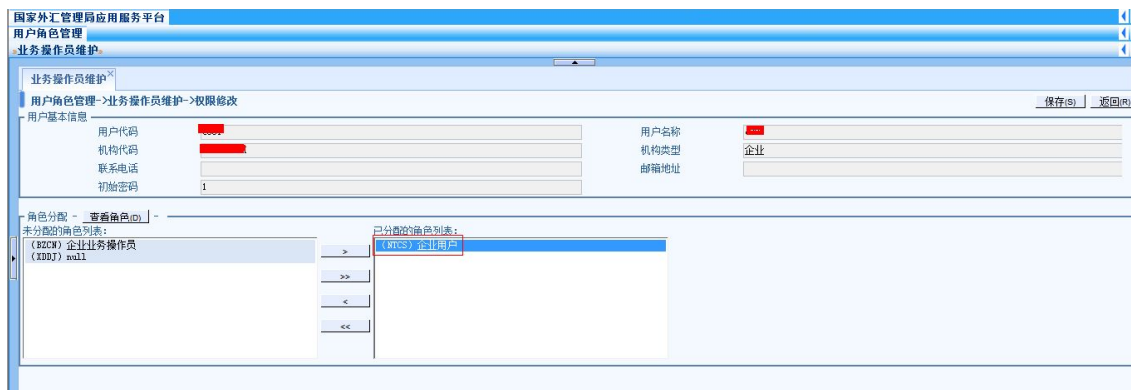 国家外汇管理局应用服务平台
用户角色管理
业务操作员维护
业务操作员维护
用户角色管理->业务操作员维护->权限修改 保存(S) 返回(R)
用户基本信息
用户代码 用户名称
机构代码 机构类型 企业
联系电话 邮箱地址
初始密码 1
角色分配 - 查看角色(D) -
未分配的角色列表: 已分配的角色列表:
(BZCN) 企业业务操作员 > (NTCS) 企业用户
(XDDJ) null
>>
<
<<